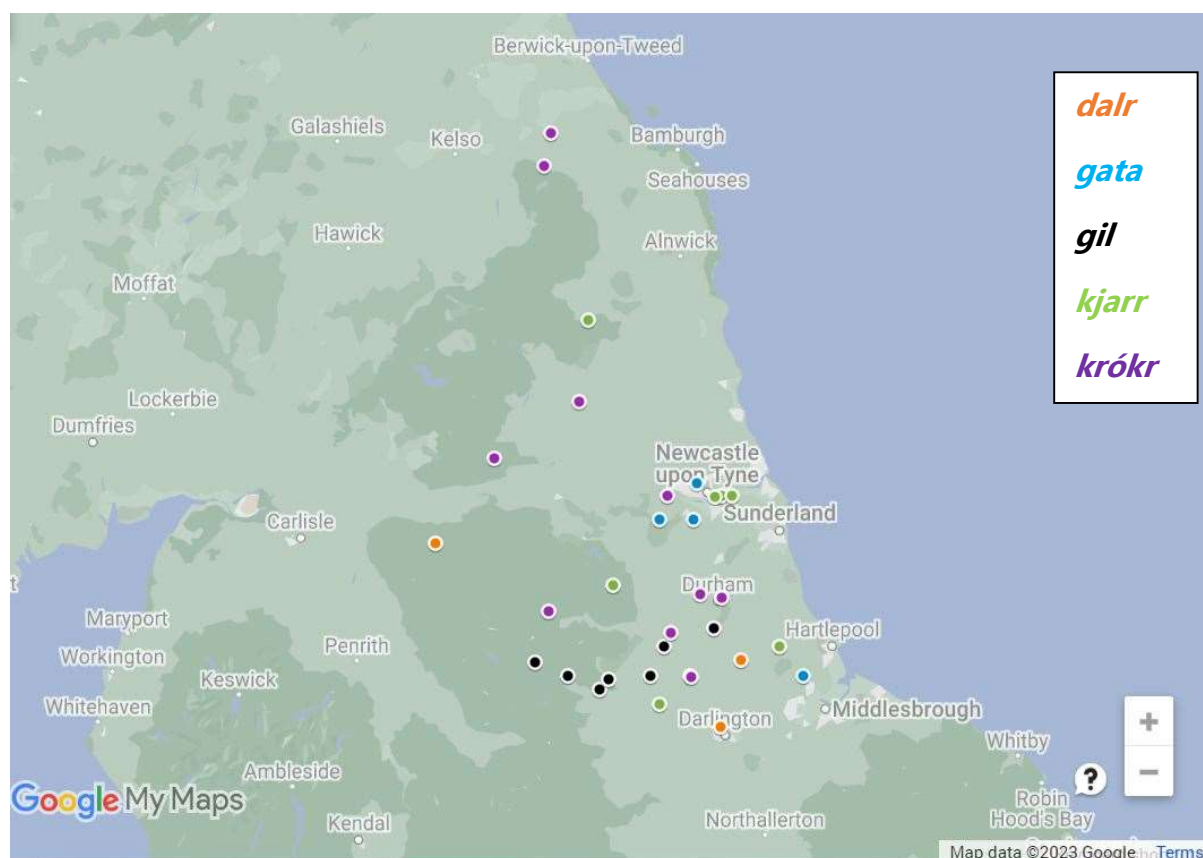 Berwick-upon-Tweed
dalr
gata
gil
kjarr
krókr
Galashiels
Kelso
Bamburgh
Seahouses
Hawick
Alnwick
Moffat
Lockerbie
Dumfries
Newcastle
upon Tyne
Sunderland
Carlisle
Durham
Maryport
Hartlepool
Penrith
Workington
Keswick
Whitehaven
Darlington
Middlesbrough
+
Whitby
−
Ambleside
?
Google My Maps
Robin
Hood's Bay
Kendal
Northallerton
Map data ©2023 Google
Terms